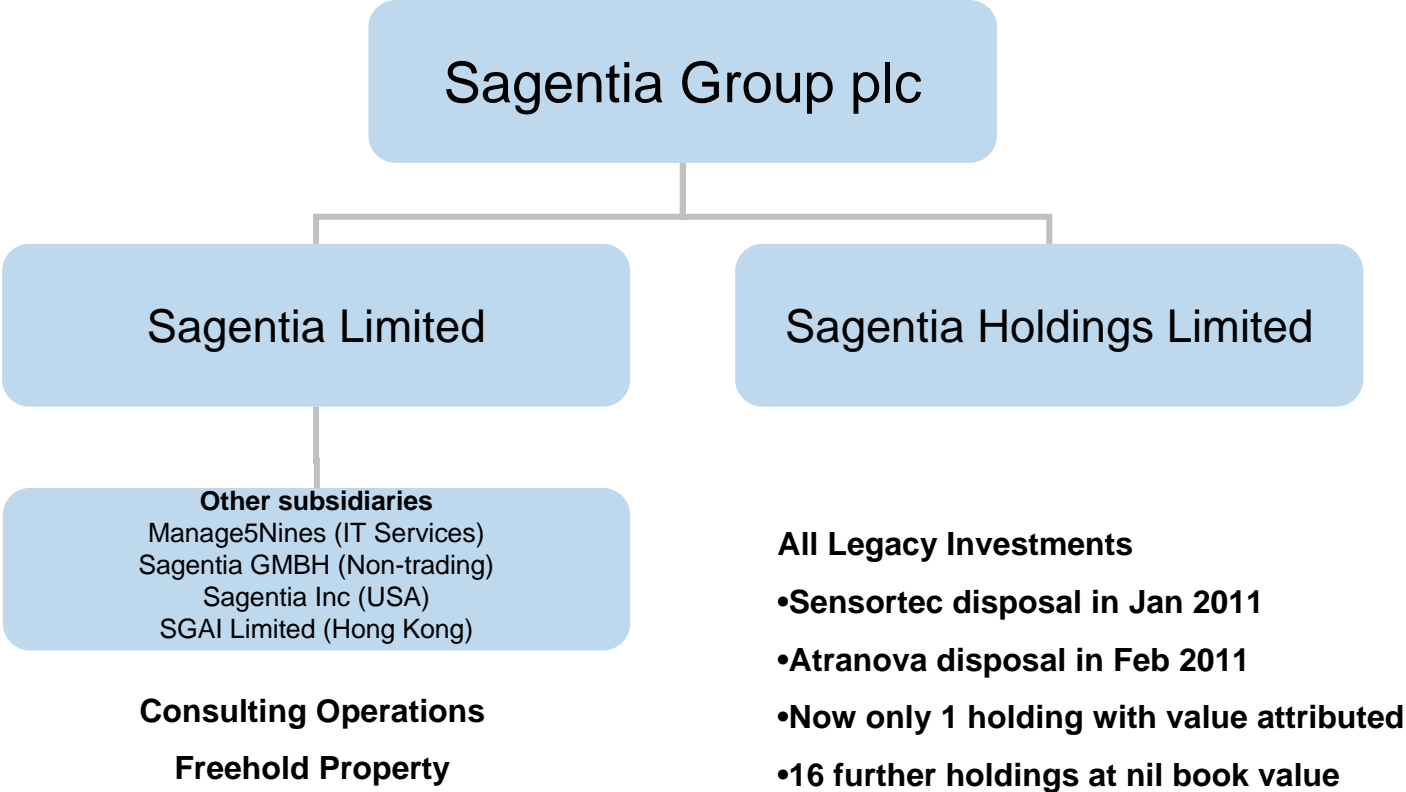 Sagentia Group plc
Sagentia Limited
Sagentia Holdings Limited
Other subsidiaries
Manage5Nines (IT Services)
Sagentia GMBH (Non-trading)
Sagentia Inc (USA)
SGAI Limited (Hong Kong)
Consulting Operations
Freehold Property
All Legacy Investments
•Sensortec disposal in Jan 2011
•Atranova disposal in Feb 2011
•Now only 1 holding with value attributed
•16 further holdings at nil book value